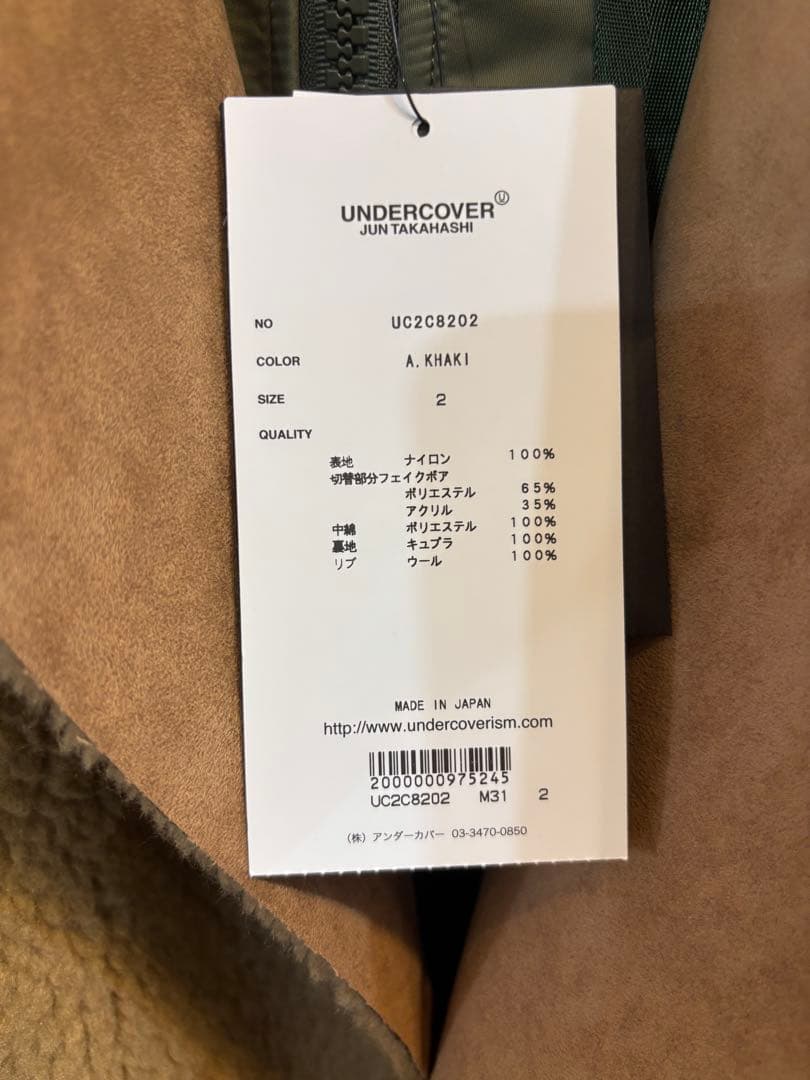 UNDERCOVER Ⓤ
JUN TAKAHASHI
NO UC2C8202
COLOR A.KHAKI
SIZE 2
QUALITY
表地 ナイロン 100%
切替部分フェイクボア
ポリエステル 65%
アクリル 35%
中綿 ポリエステル 100%
裏地 キュプラ 100%
リブ ウール 100%
MADE IN JAPAN
http://www.undercoverism.com
2000000975245
UC2C8202 M31 2
(株) アンダーカバー 03-3470-0850